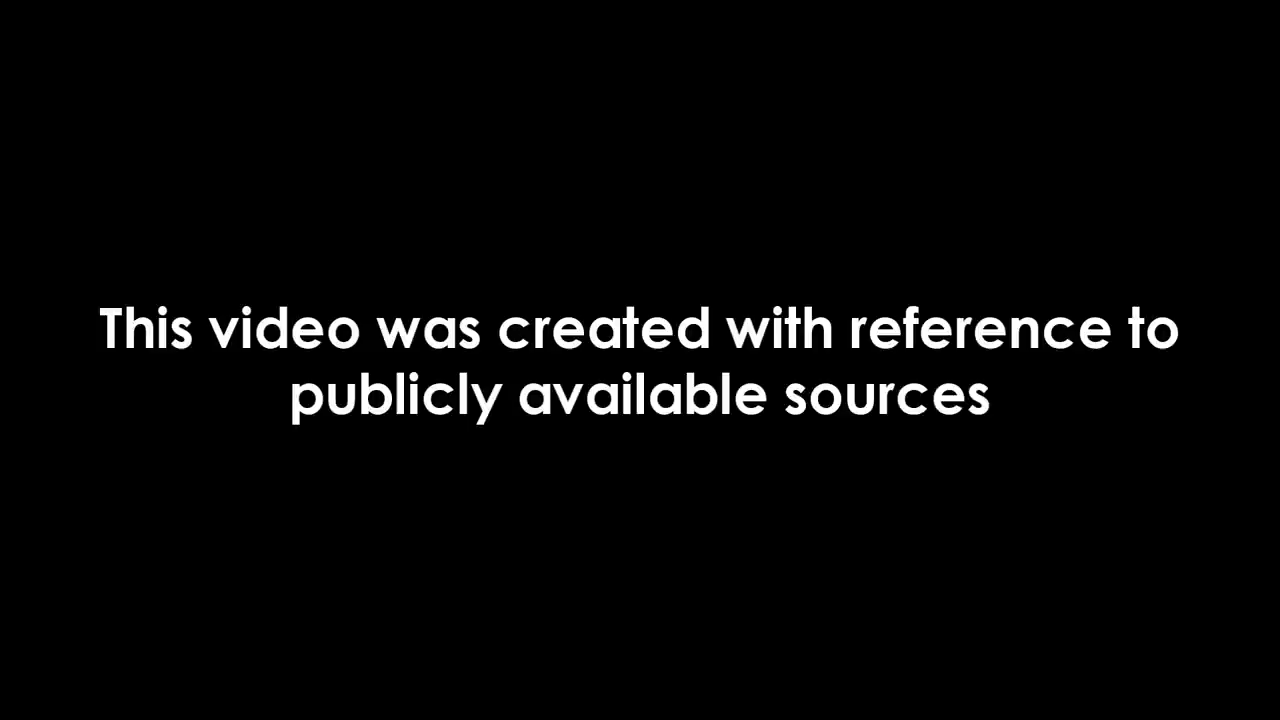 This video was created with reference to
publicly available sources